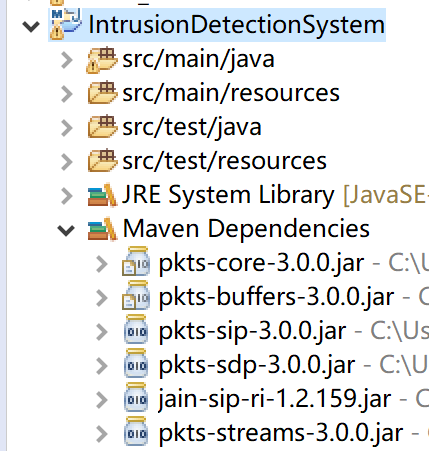 IntrusionDetectionSystem
src/main/java
src/main/resources
src/test/java
src/test/resources
JRE System Library [JavaSE-
Maven Dependencies
pkts-core-3.0.0.jar - C:\U
pkts-buffers-3.0.0.jar - C
pkts-sip-3.0.0.jar - C:\Us
pkts-sdp-3.0.0.jar - C:\U
jain-sip-ri-1.2.159.jar - C:
pkts-streams-3.0.0.jar - C